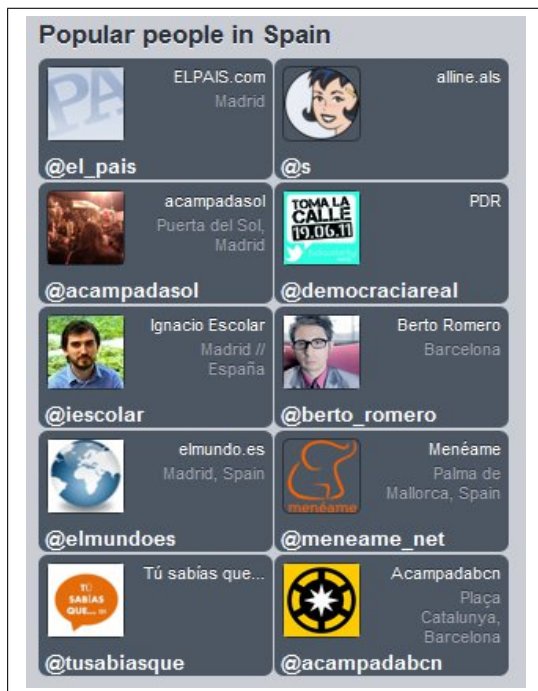 Popular people in Spain
ELPAIS.com
Madrid
PA
@el_pais
alline.als
@s
acampadasol
Puerta del Sol,
Madrid
@acampadasol
PDR
TOMA LA
CALLE
19.06.11
@democraciareal
Ignacio Escolar
Madrid //
España
@iescolar
Berto Romero
Barcelona
@berto_romero
elmundo.es
Madrid, Spain
@elmundoes
Menéame
Palma de
Mallorca, Spain
menéame
@meneame_net
Tú sabías que...
TÚ
SABÍAS
QUE...
@tusabiasque
Acampadabcn
Plaça
Catalunya,
Barcelona
@acampadabcn